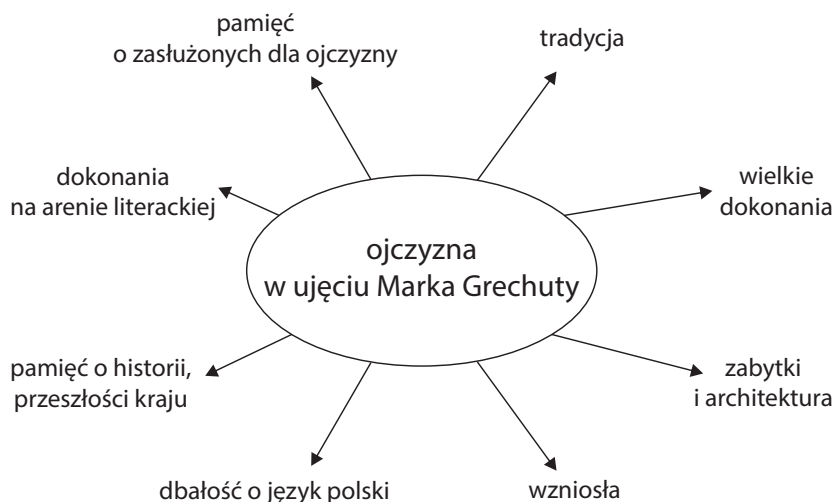 pamięć
o zasłużonych dla ojczyzny
tradycja
dokonania
na arenie literackiej
wielkie
dokonania
ojczyzna
w ujęciu Marka Grechuty
pamięć o historii,
przeszłości kraju
zabytki
i architektura
dbałość o język polski
wzniosła